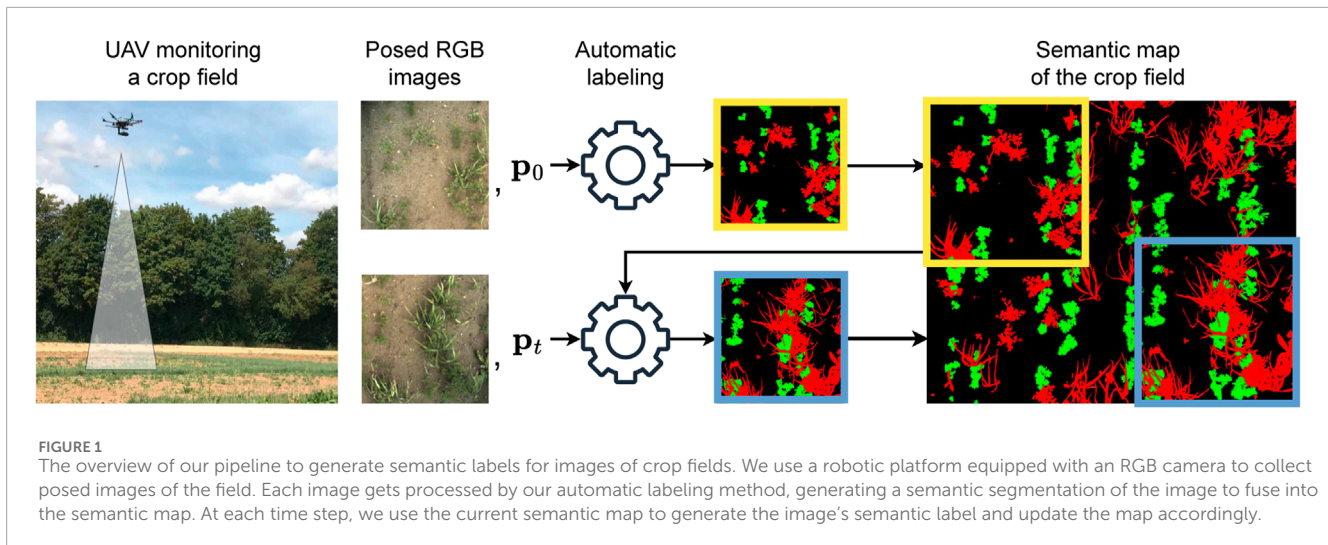 UAV monitoring
a crop field
Posed RGB
images
Automatic
labeling
Semantic map
of the crop field
, p₀
, pₜ
FIGURE 1
The overview of our pipeline to generate semantic labels for images of crop fields. We use a robotic platform equipped with an RGB camera to collect
posed images of the field. Each image gets processed by our automatic labeling method, generating a semantic segmentation of the image to fuse into
the semantic map. At each time step, we use the current semantic map to generate the image's semantic label and update the map accordingly.